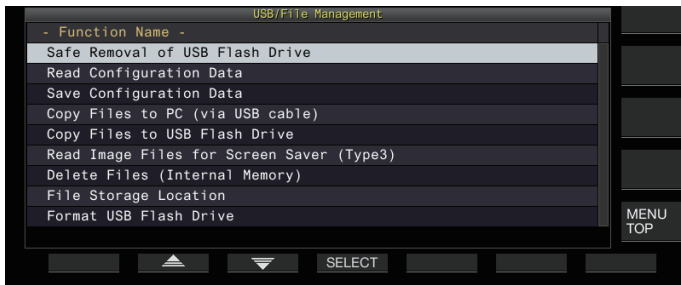 USB/File Management
- Function Name -
Safe Removal of USB Flash Drive
Read Configuration Data
Save Configuration Data
Copy Files to PC (via USB cable)
Copy Files to USB Flash Drive
Read Image Files for Screen Saver (Type3)
Delete Files (Internal Memory)
File Storage Location
Format USB Flash Drive
MENU
TOP
SELECT